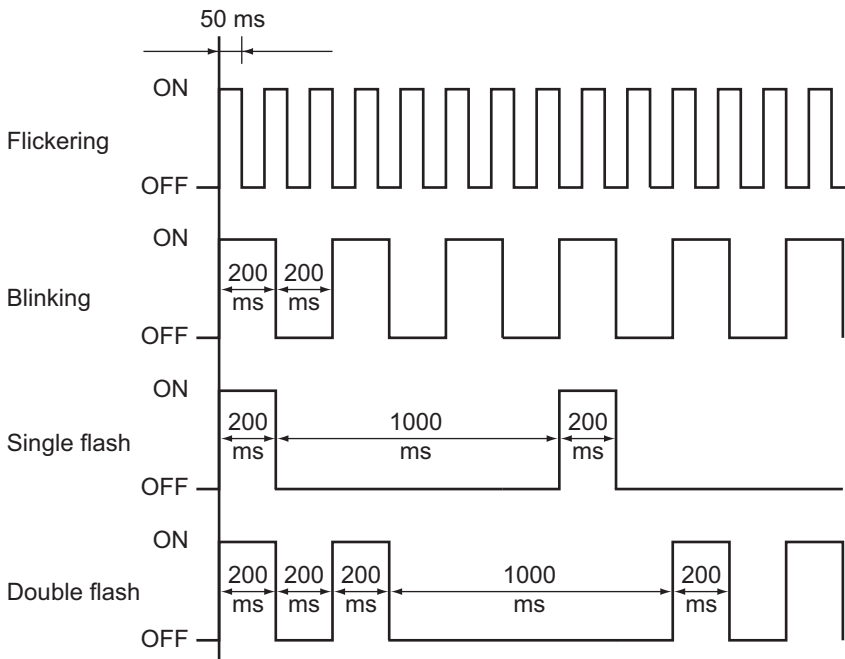 50 ms
ON
Flickering
OFF
ON
200 ms 200 ms
Blinking
OFF
ON
200 ms 1000 ms 200 ms
Single flash
OFF
ON
200 ms 200 ms 200 ms 1000 ms 200 ms
Double flash
OFF